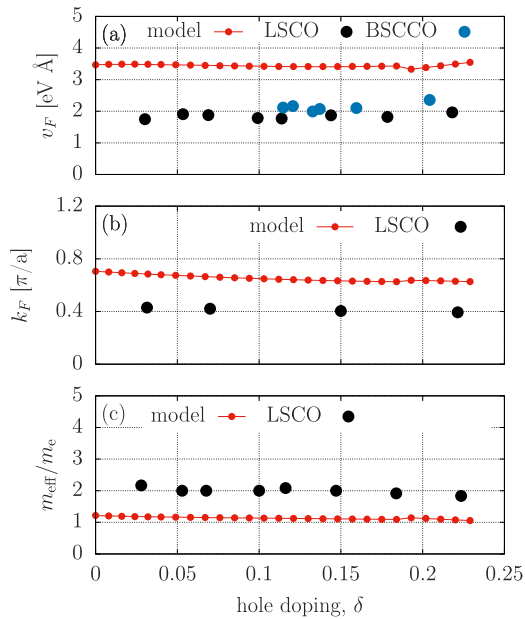 (a) model LSCO BSCCO
v_F [eV Å]
5
4
3
2
1
0
(b) model LSCO
k_F [π/a]
1.2
0.8
0.4
0
(c) model LSCO
m_eff/m_e
5
4
3
2
1
0
0 0.05 0.1 0.15 0.2 0.25
hole doping, δ